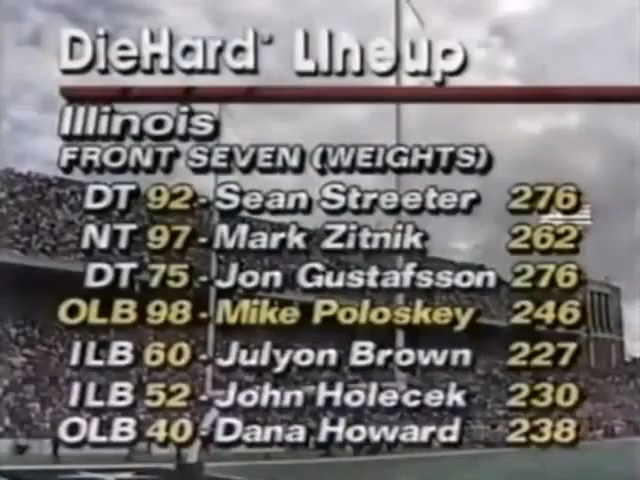 DieHard Lineup
Illinois
FRONT SEVEN (WEIGHTS)
DT 92 - Sean Streeter 276
NT 97 - Mark Zitnik 262
DT 75 - Jon Gustafsson 276
OLB 98 - Mike Poloskey 246
ILB 60 - Julyon Brown 227
ILB 52 - John Holecek 230
OLB 40 - Dana Howard 238